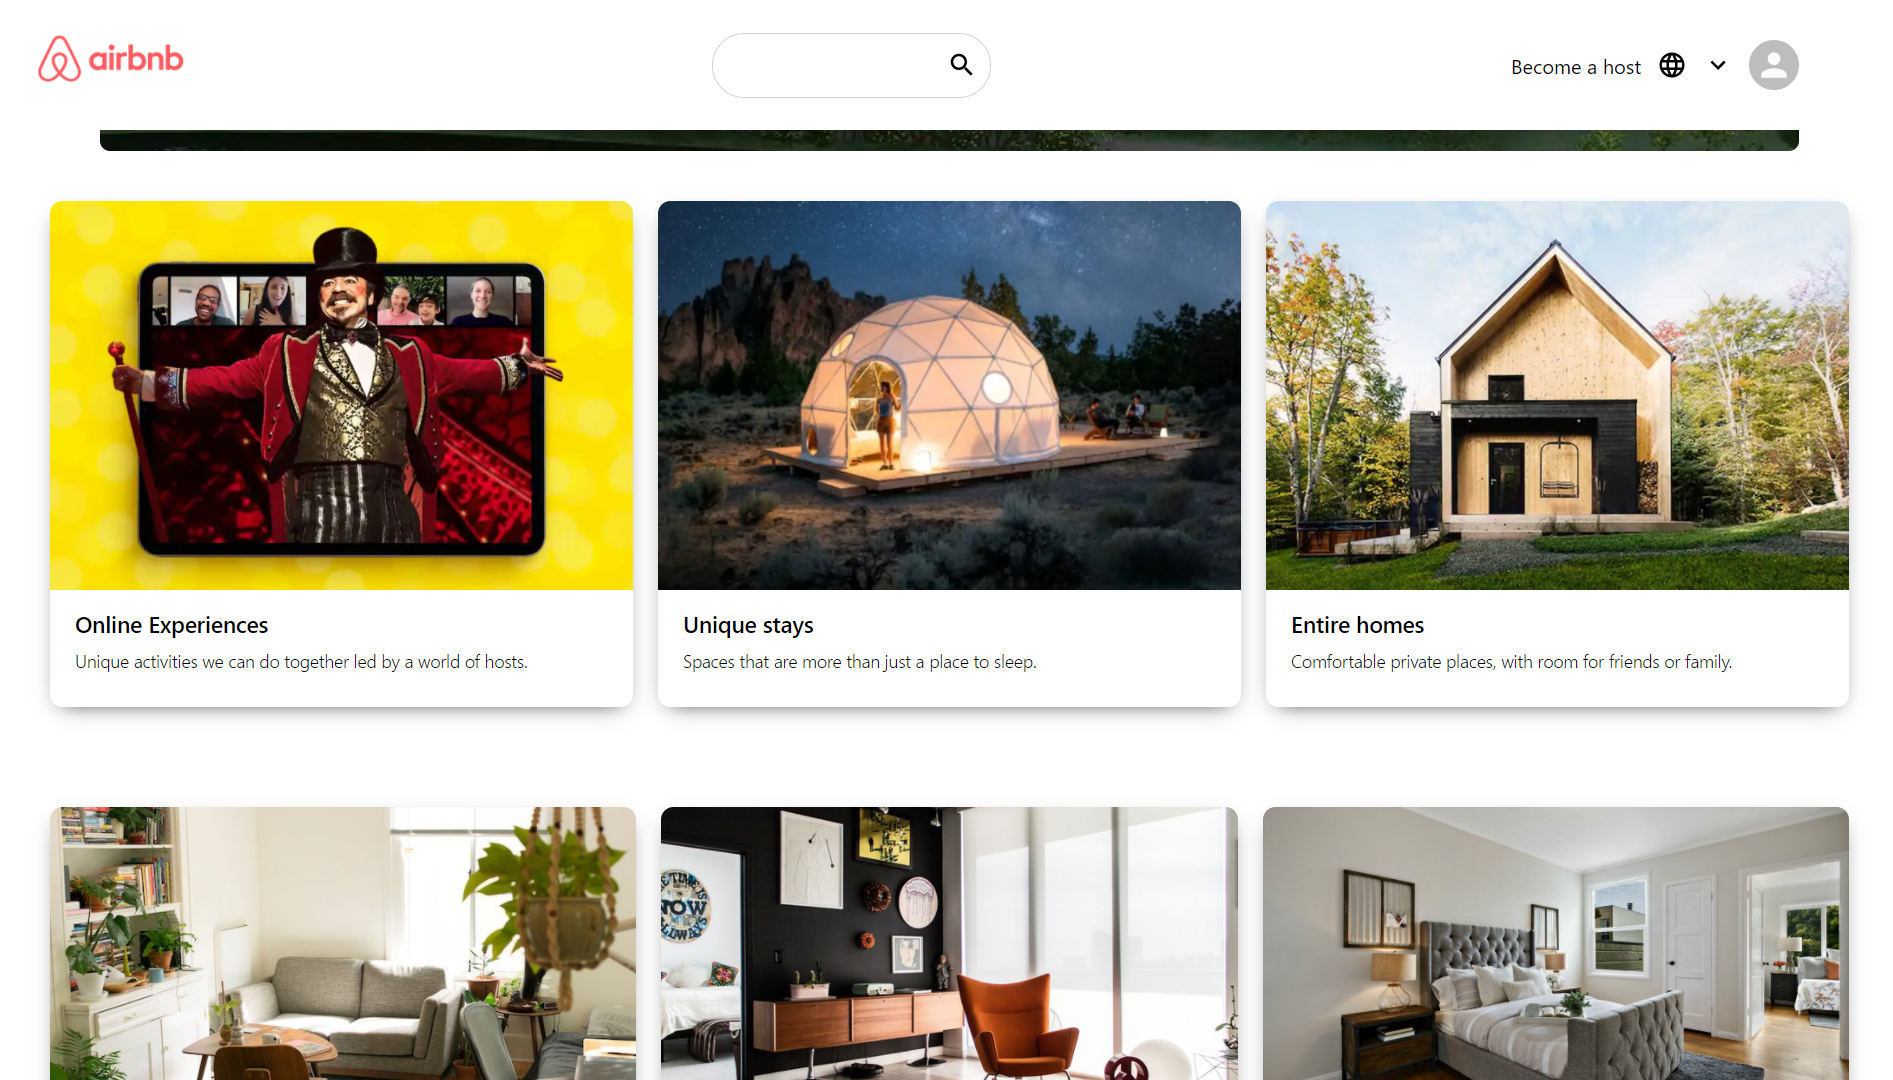 airbnb
Become a host
Online Experiences
Unique activities we can do together led by a world of hosts.
Unique stays
Spaces that are more than just a place to sleep.
Entire homes
Comfortable private places, with room for friends or family.
NOW
ALWAYS